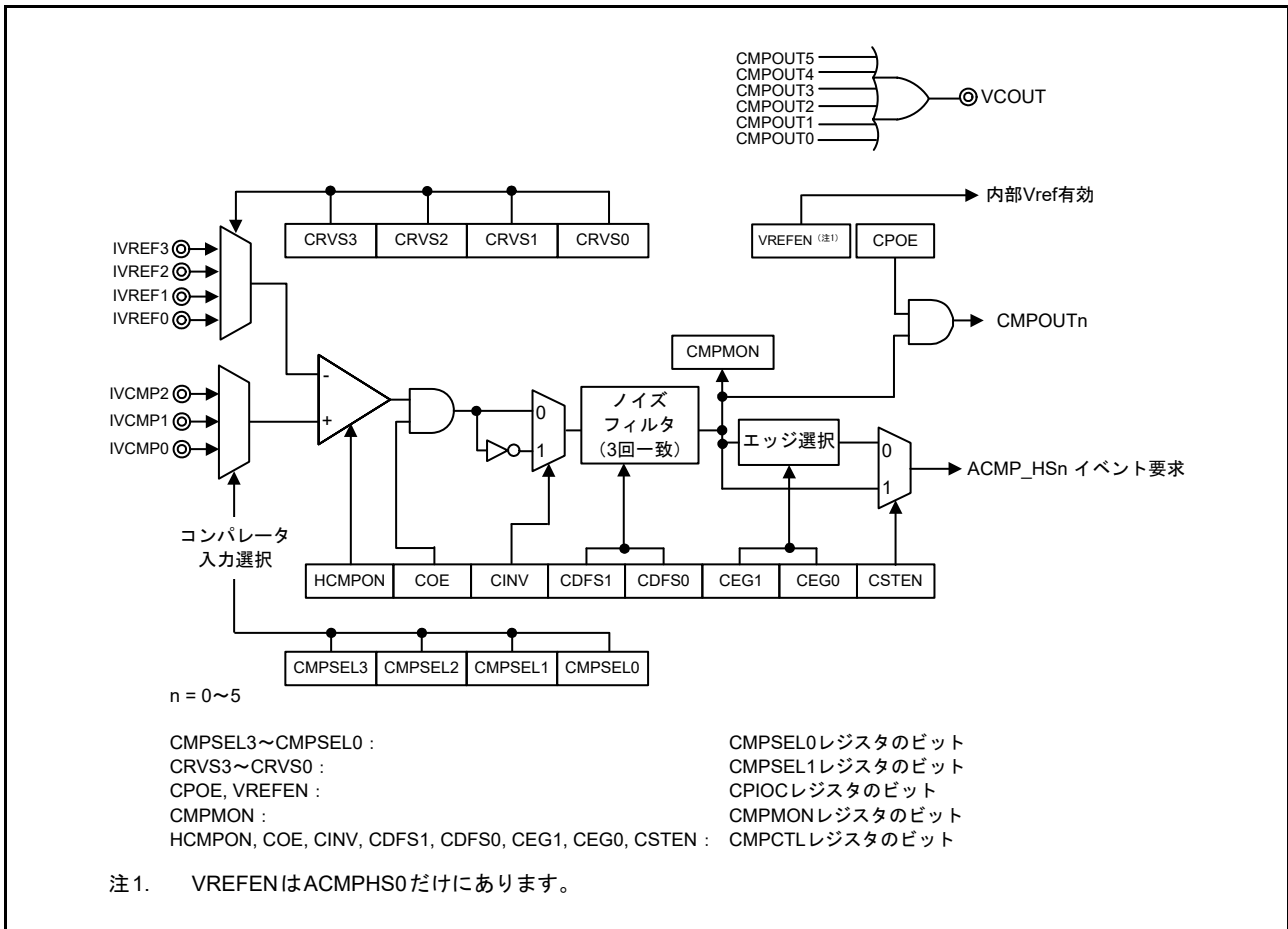 CMPOUT5
CMPOUT4
CMPOUT3
CMPOUT2
CMPOUT1
CMPOUT0
VCOUT
内部Vref有効
CRVS3 CRVS2 CRVS1 CRVS0
VREFEN（注1） CPOE
IVREF3
IVREF2
IVREF1
IVREF0
CMPOUTn
CMPMON
IVCMP2
IVCMP1
IVCMP0
-
+
0
1
ノイズ
フィルタ
（3回一致）
エッジ選択
0
1
ACMP_HSn イベント要求
コンパレータ
入力選択
HCMPON COE CINV CDFS1 CDFS0 CEG1 CEG0 CSTEN
CMPSEL3 CMPSEL2 CMPSEL1 CMPSEL0
n = 0～5
CMPSEL3～CMPSEL0 : CMPSEL0レジスタのビット
CRVS3～CRVS0 : CMPSEL1レジスタのビット
CPOE, VREFEN : CPIOCレジスタのビット
CMPMON : CMPMONレジスタのビット
HCMPON, COE, CINV, CDFS1, CDFS0, CEG1, CEG0, CSTEN : CMPCTLレジスタのビット
注1. VREFENはACMPHS0だけにあります。